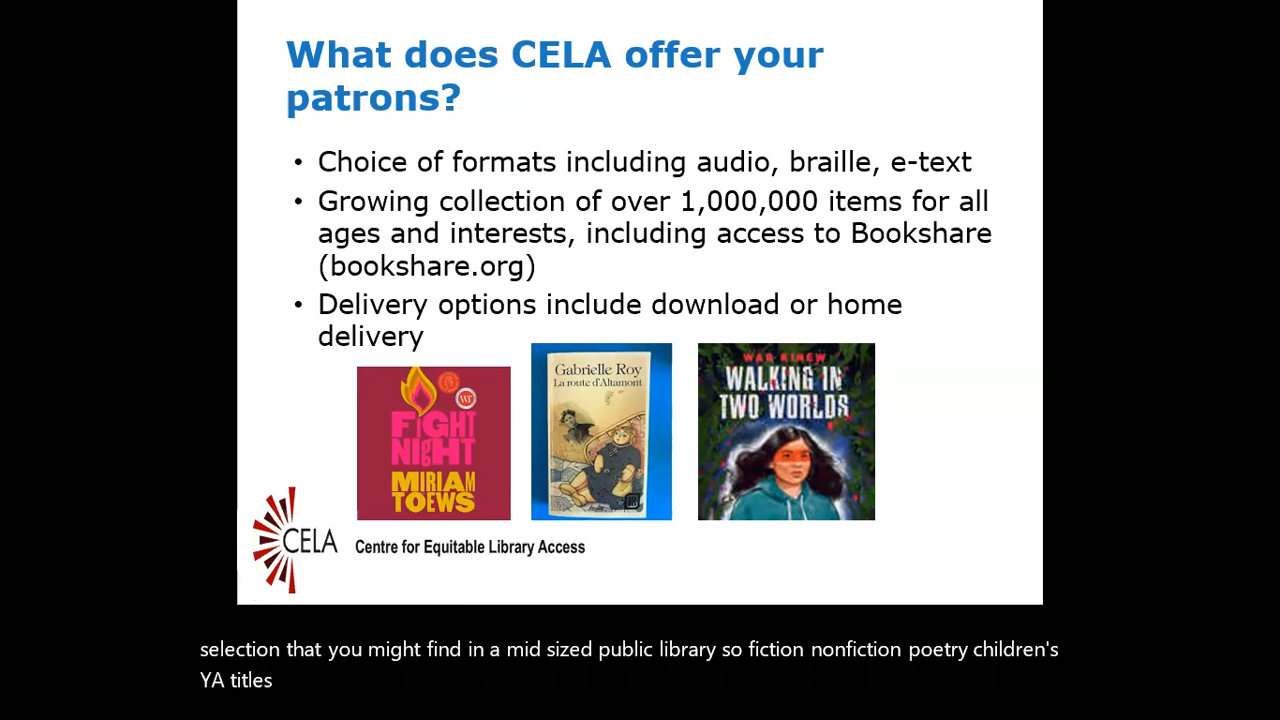 What does CELA offer your
patrons?
• Choice of formats including audio, braille, e-text
• Growing collection of over 1,000,000 items for all
ages and interests, including access to Bookshare
(bookshare.org)
• Delivery options include download or home
delivery
FIGHT
NIGHT
MIRIAM
TOEWS
Gabrielle Roy
La route d'Altamont
WAB KINEW
WALKING IN
TWO WORLDS
CELA
Centre for Equitable Library Access
selection that you might find in a mid sized public library so fiction nonfiction poetry children's
YA titles